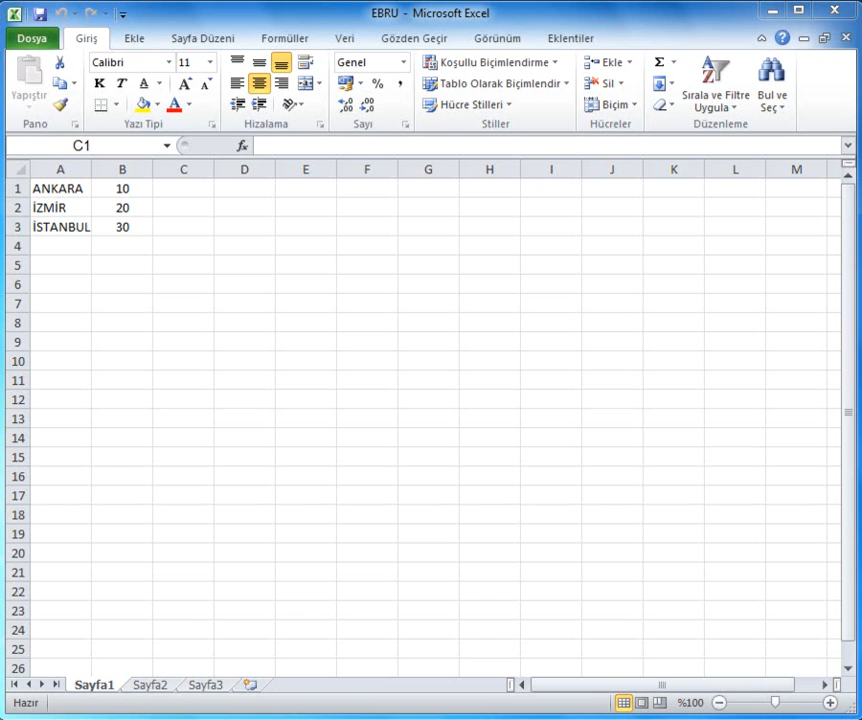 EBRU - Microsoft Excel
Dosya Giriş Ekle Sayfa Düzeni Formüller Veri Gözden Geçir Görünüm Eklentiler
Yapıştır
Pano
Calibri 11
K T A A A
A
Yazı Tipi
Hizalama
Genel
% ,
,00 ,00
Sayı
Koşullu Biçimlendirme
Tablo Olarak Biçimlendir
Hücre Stilleri
Stiller
Ekle
Sil
Biçim
Hücreler
Σ
Sırala ve Filtre Uygula
Bul ve Seç
Düzenleme
C1 fx
A B C D E F G H I J K L M
1 ANKARA 10
2 İZMİR 20
3 İSTANBUL 30
4
5
6
7
8
9
10
11
12
13
14
15
16
17
18
19
20
21
22
23
24
25
26
Sayfa1 Sayfa2 Sayfa3
Hazır %100